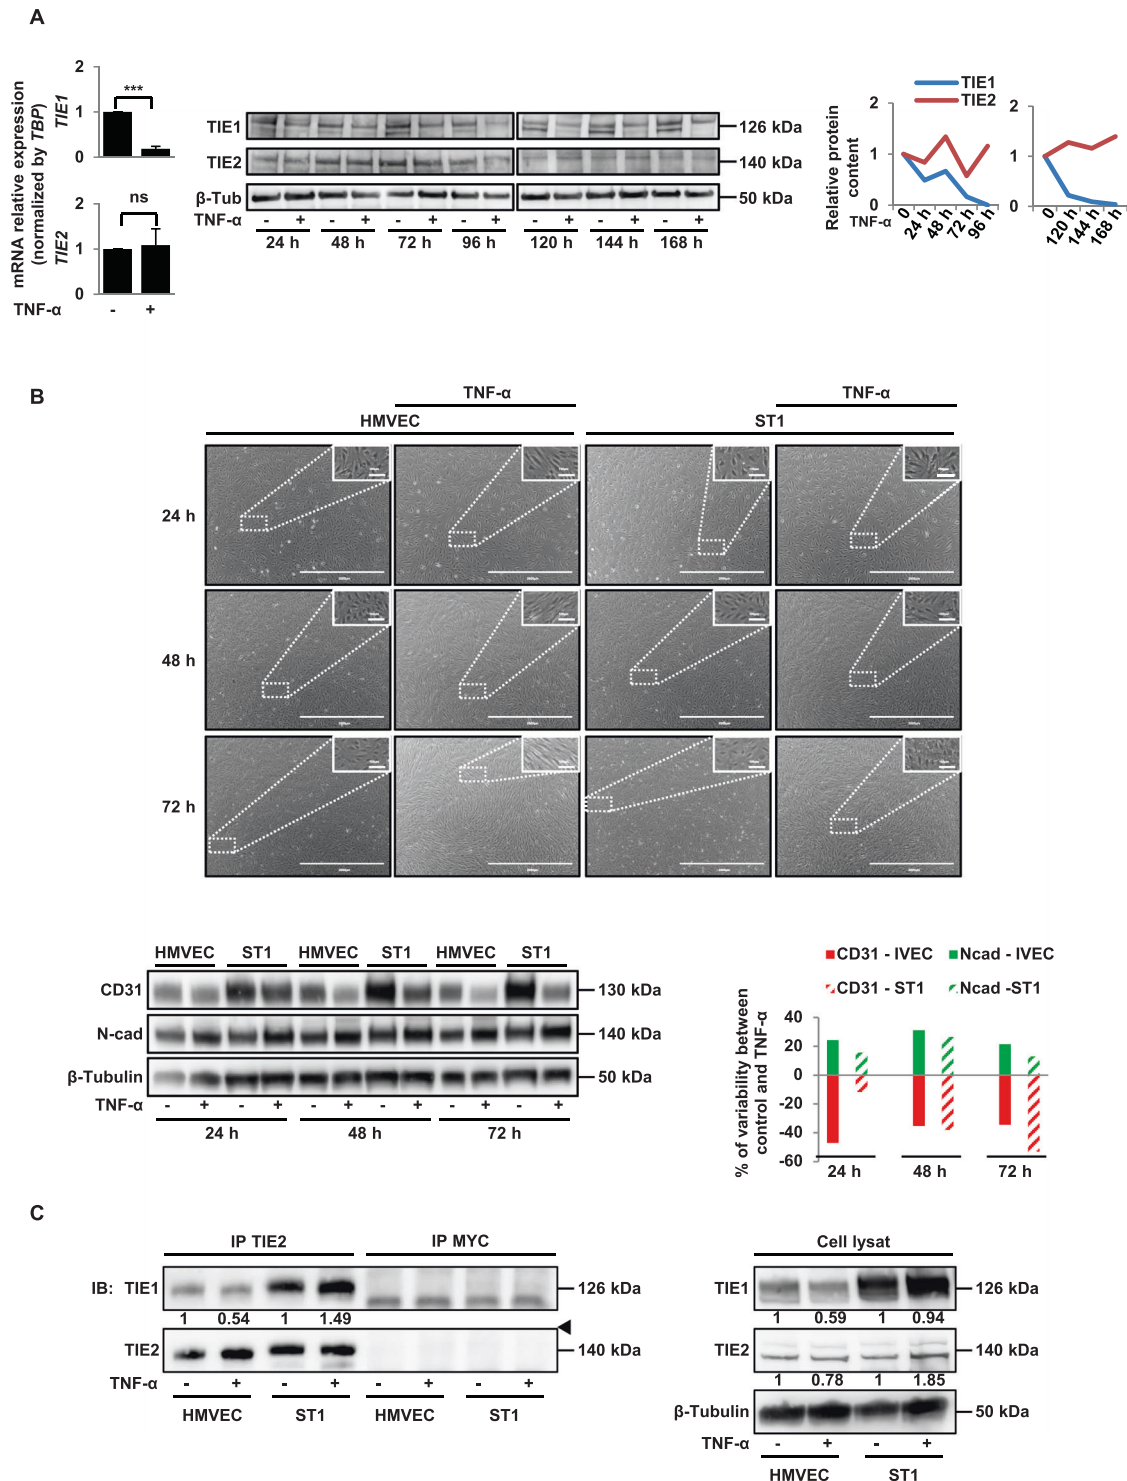 A
mRNA relative expression
(normalized by TBP)
TIE1
2
1
0
***
TIE2
2
1
0
ns
TNF-α - +
TIE1 126 kDa
TIE2 140 kDa
β-Tub 50 kDa
TNF-α - + - + - + - + - + - + - +
24 h 48 h 72 h 96 h 120 h 144 h 168 h
TIE1
TIE2
Relative protein
content
2 2
1 1
0 0
TNF-α 0 24 h 48 h 72 h 96 h 0 120 h 144 h 168 h
B
TNF-α TNF-α
HMVEC ST1
24 h
48 h
72 h
HMVEC ST1 HMVEC ST1 HMVEC ST1
CD31 130 kDa
N-cad 140 kDa
β-Tubulin 50 kDa
TNF-α - + - + - + - + - + - +
24 h 48 h 72 h
CD31 - IVEC Ncad - IVEC
CD31 - ST1 Ncad -ST1
% of variability between
control and TNF-α
40
20
0
-20
-40
-60
24 h 48 h 72 h
C
IP TIE2 IP MYC
IB: TIE1 126 kDa
1 0.54 1 1.49
TIE2 140 kDa
TNF-α - + - + - + - +
HMVEC ST1 HMVEC ST1
Cell lysat
TIE1 126 kDa
1 0.59 1 0.94
TIE2 140 kDa
1 0.78 1 1.85
β-Tubulin 50 kDa
TNF-α - + - +
HMVEC ST1